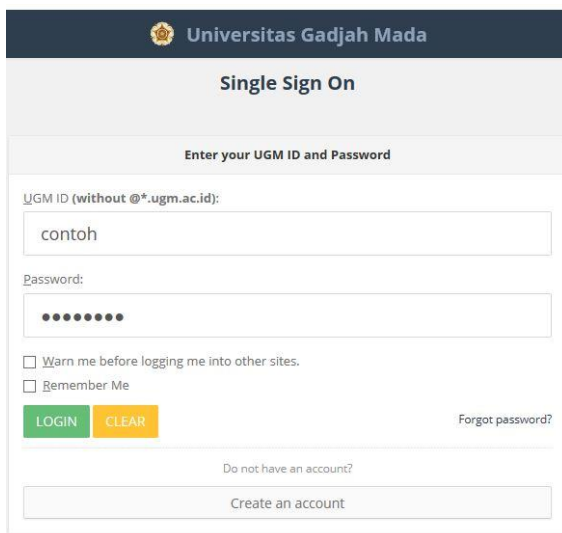 Universitas Gadjah Mada
Single Sign On
Enter your UGM ID and Password
UGM ID (without @*.ugm.ac.id):
contoh
Password:
••••••••
Warn me before logging me into other sites.
Remember Me
LOGIN CLEAR Forgot password?
Do not have an account?
Create an account